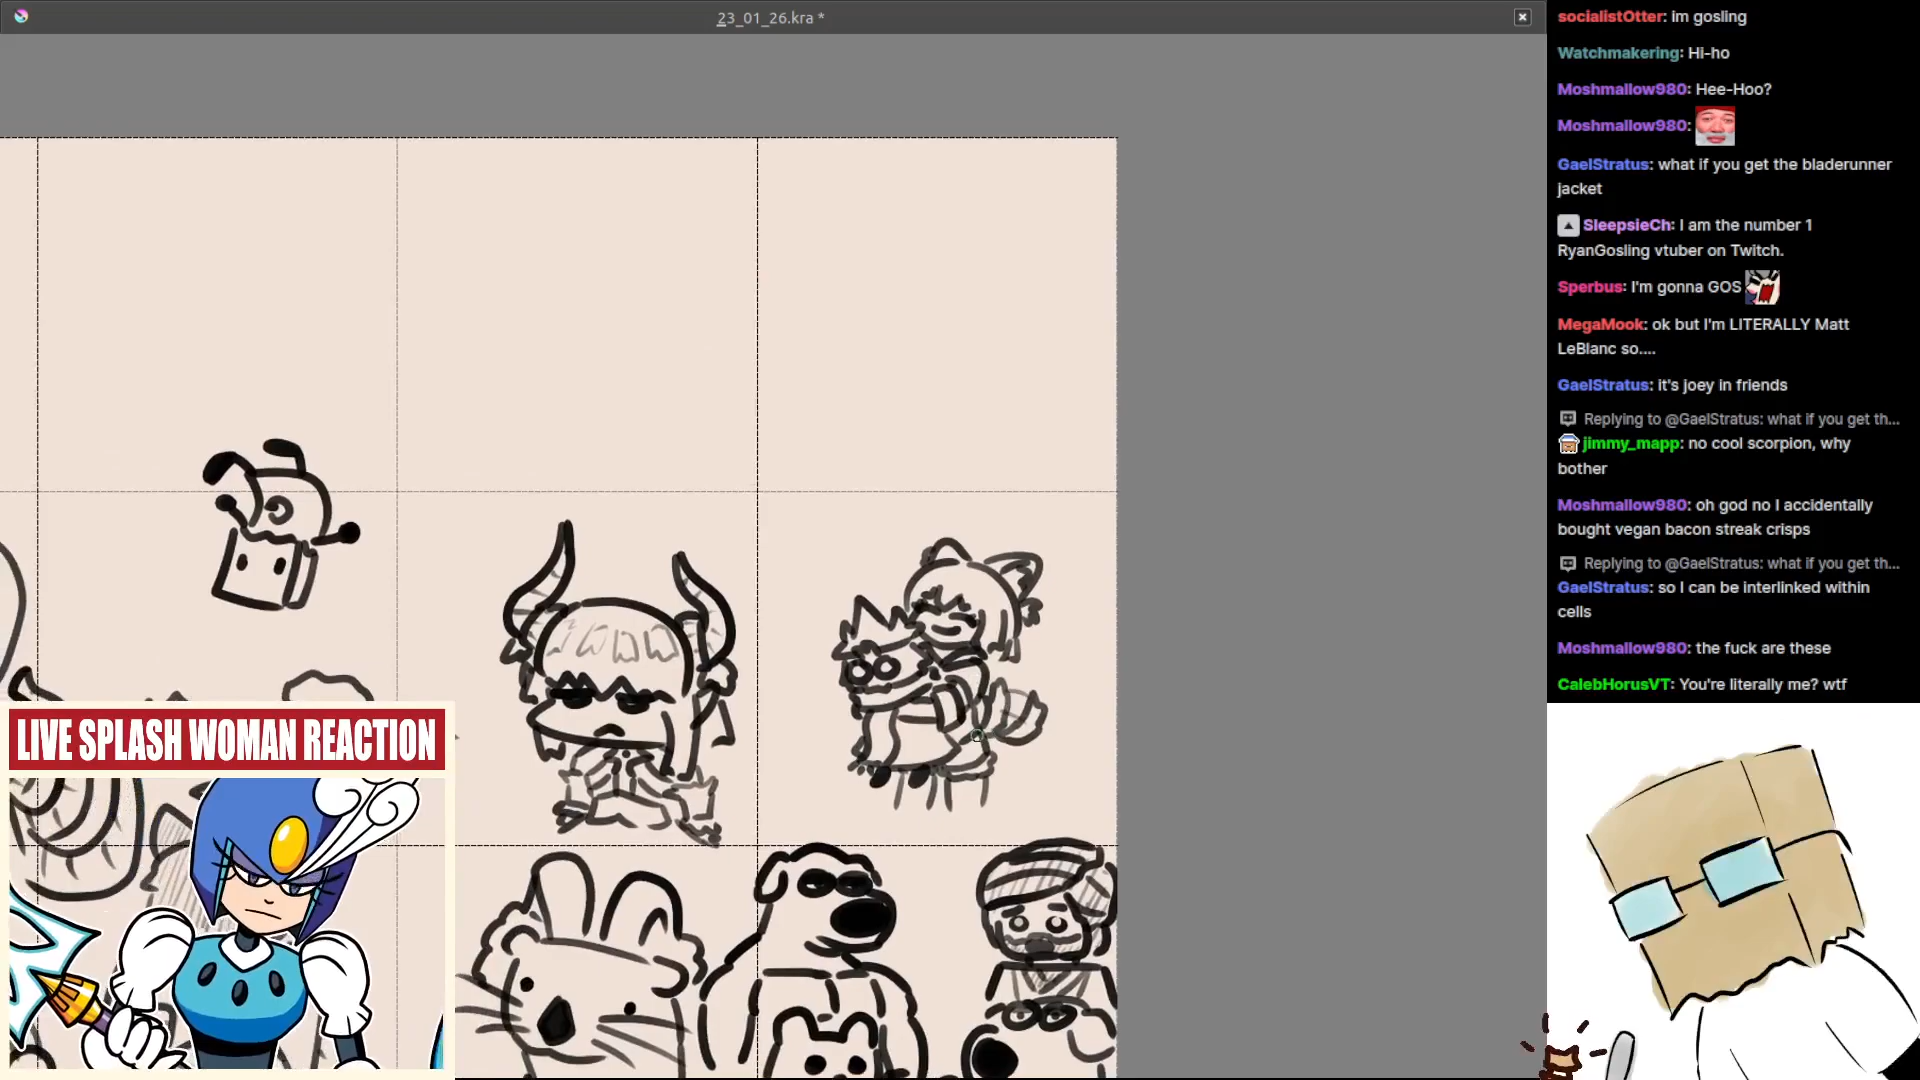 23_01_26.kra *
socialistOtter: im gosling
Watchmakering: Hi-ho
Moshmallow980: Hee-Hoo?
Moshmallow980:
GaelStratus: what if you get the bladerunner
jacket
SleepsieCh: I am the number 1
RyanGosling vtuber on Twitch.
Sperbus: I'm gonna GOS
MegaMook: ok but I'm LITERALLY Matt
LeBlanc so....
GaelStratus: it's joey in friends
Replying to @GaelStratus: what if you get th...
jimmy_mapp: no cool scorpion, why
bother
Moshmallow980: oh god no I accidentally
bought vegan bacon streak crisps
Replying to @GaelStratus: what if you get th...
GaelStratus: so I can be interlinked within
cells
Moshmallow980: the fuck are these
CalebHorusVT: You're literally me? wtf
LIVE SPLASH WOMAN REACTION